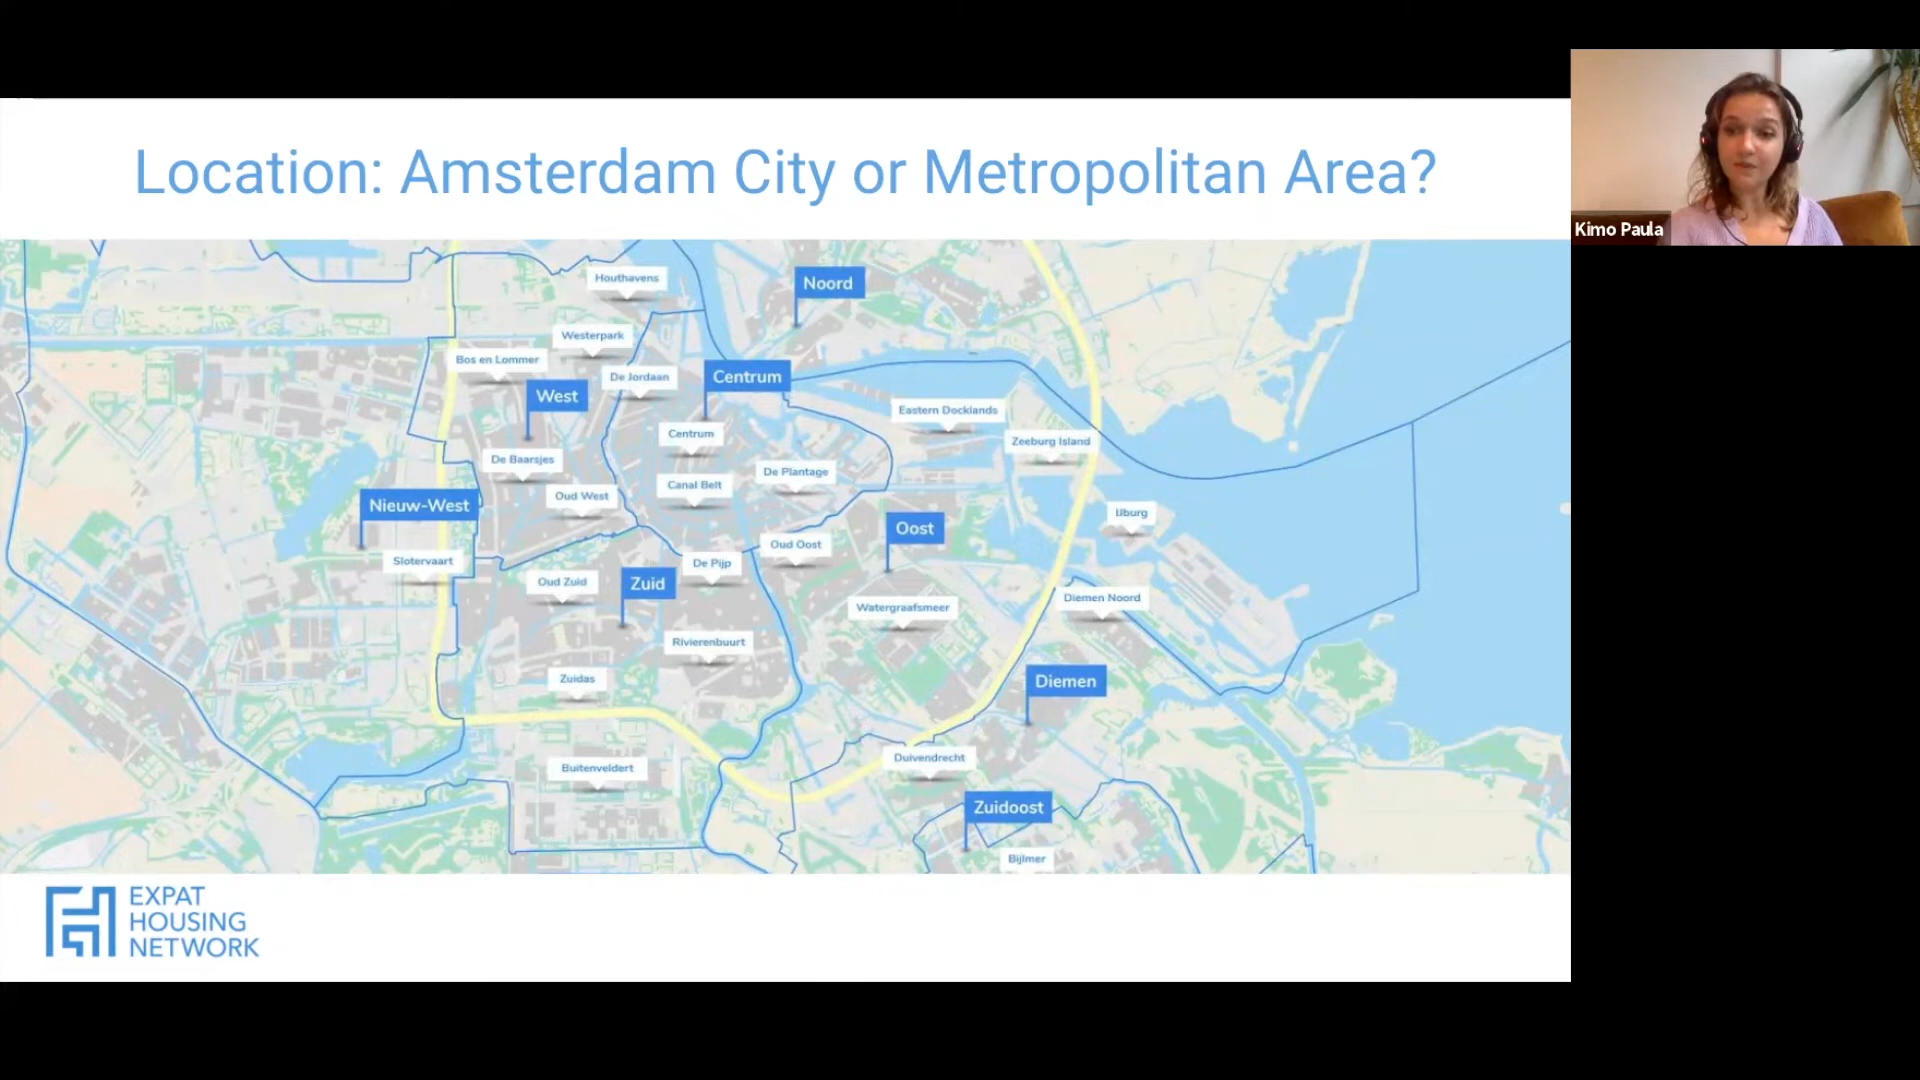 Location: Amsterdam City or Metropolitan Area?
Kimo Paula
Houthavens
Noord
Westerpark
Bos en Lommer
De Jordaan
Centrum
West
Eastern Docklands
Centrum
Zeeburg Island
De Baarsjes
De Plantage
Canal Belt
Oud West
Nieuw-West
IJburg
Oost
Oud Oost
Slotervaart
De Pijp
Oud Zuid
Zuid
Diemen Noord
Watergraafsmeer
Rivierenbuurt
Zuidas
Diemen
Duivendrecht
Buitenveldert
Zuidoost
Bijlmer
EXPAT
HOUSING
NETWORK